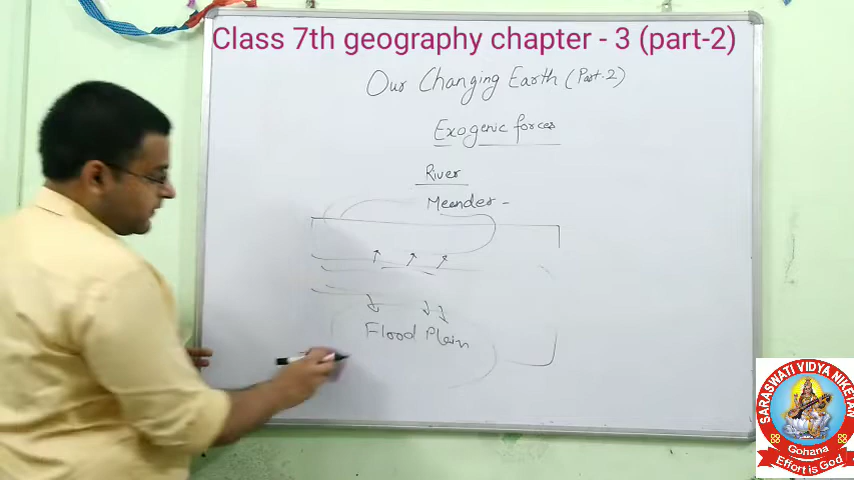 Class 7th geography chapter - 3 (part-2)
Our Changing Earth (Part-2)
Exogenic forces
River
Meander -
Flood Plain
SARASWATI VIDYA NIKETAN
Gohana
Effort is God